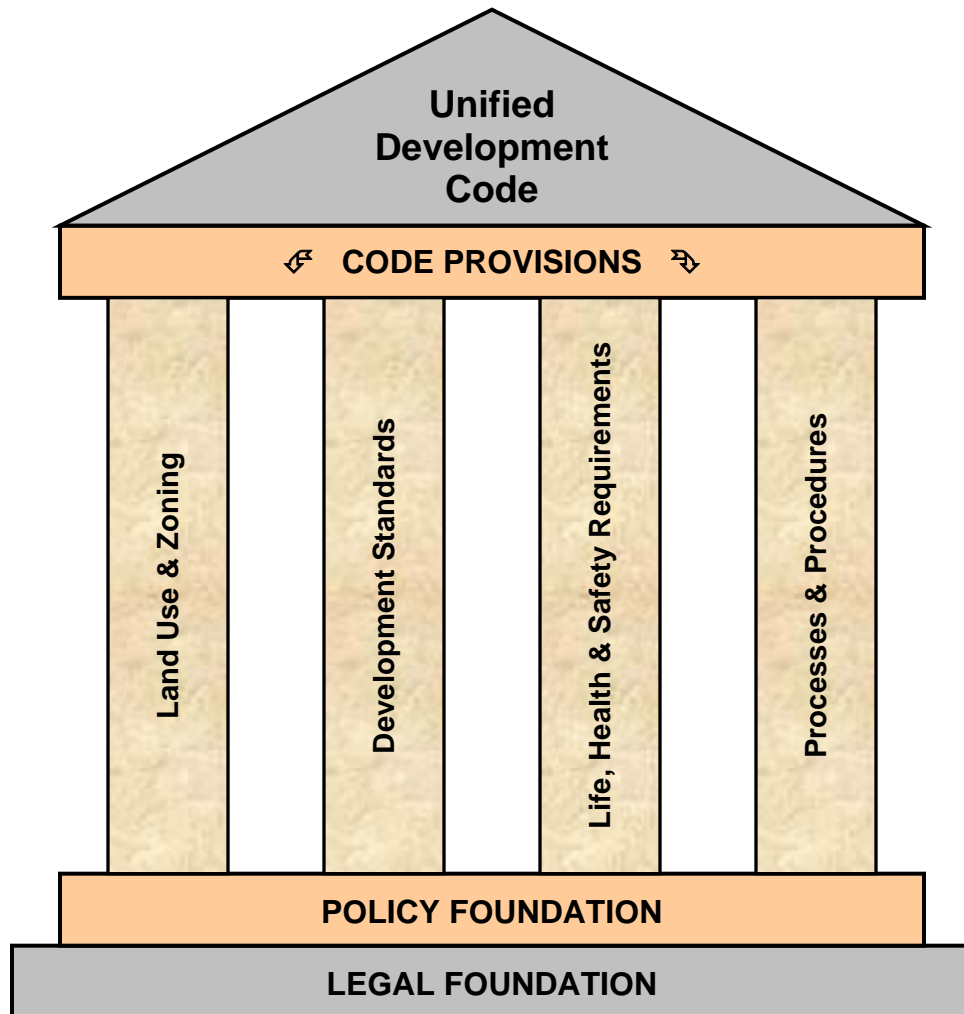 Unified
Development
Code
CODE PROVISIONS
Land Use & Zoning
Development Standards
Life, Health & Safety Requirements
Processes & Procedures
POLICY FOUNDATION
LEGAL FOUNDATION